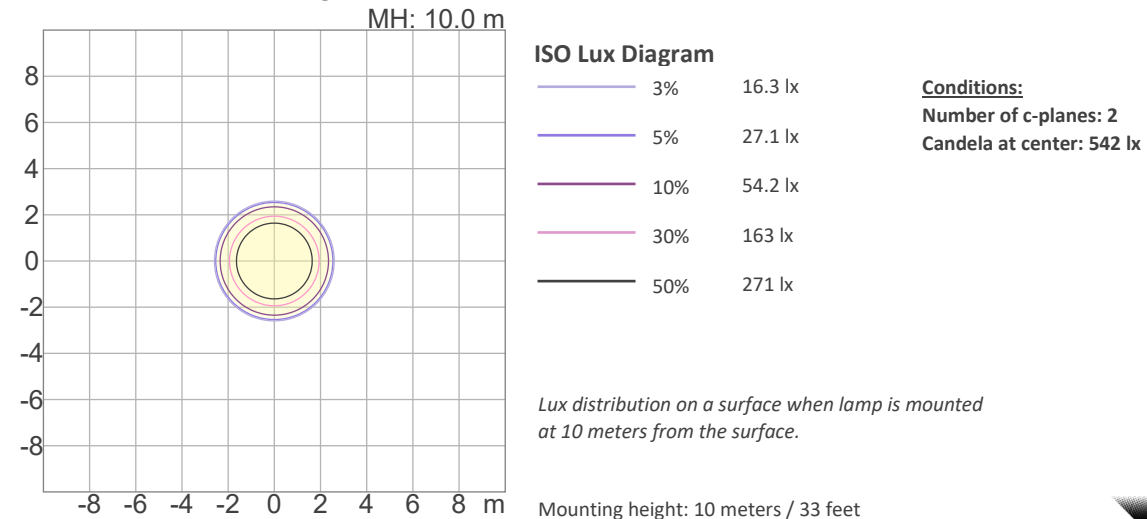 MH: 10.0 m
8
6
4
2
0
-2
-4
-6
-8
-8 -6 -4 -2 0 2 4 6 8 m
ISO Lux Diagram
3% 16.3 lx
5% 27.1 lx
10% 54.2 lx
30% 163 lx
50% 271 lx
Conditions:
Number of c-planes: 2
Candela at center: 542 lx
Lux distribution on a surface when lamp is mounted
at 10 meters from the surface.
Mounting height: 10 meters / 33 feet